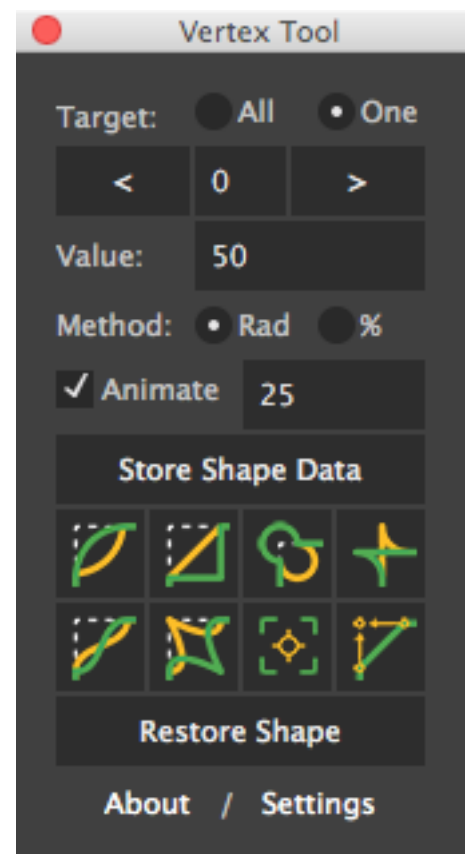 Vertex Tool
Target: All One
< 0 >
Value: 50
Method: Rad %
Animate 25
Store Shape Data
Restore Shape
About / Settings